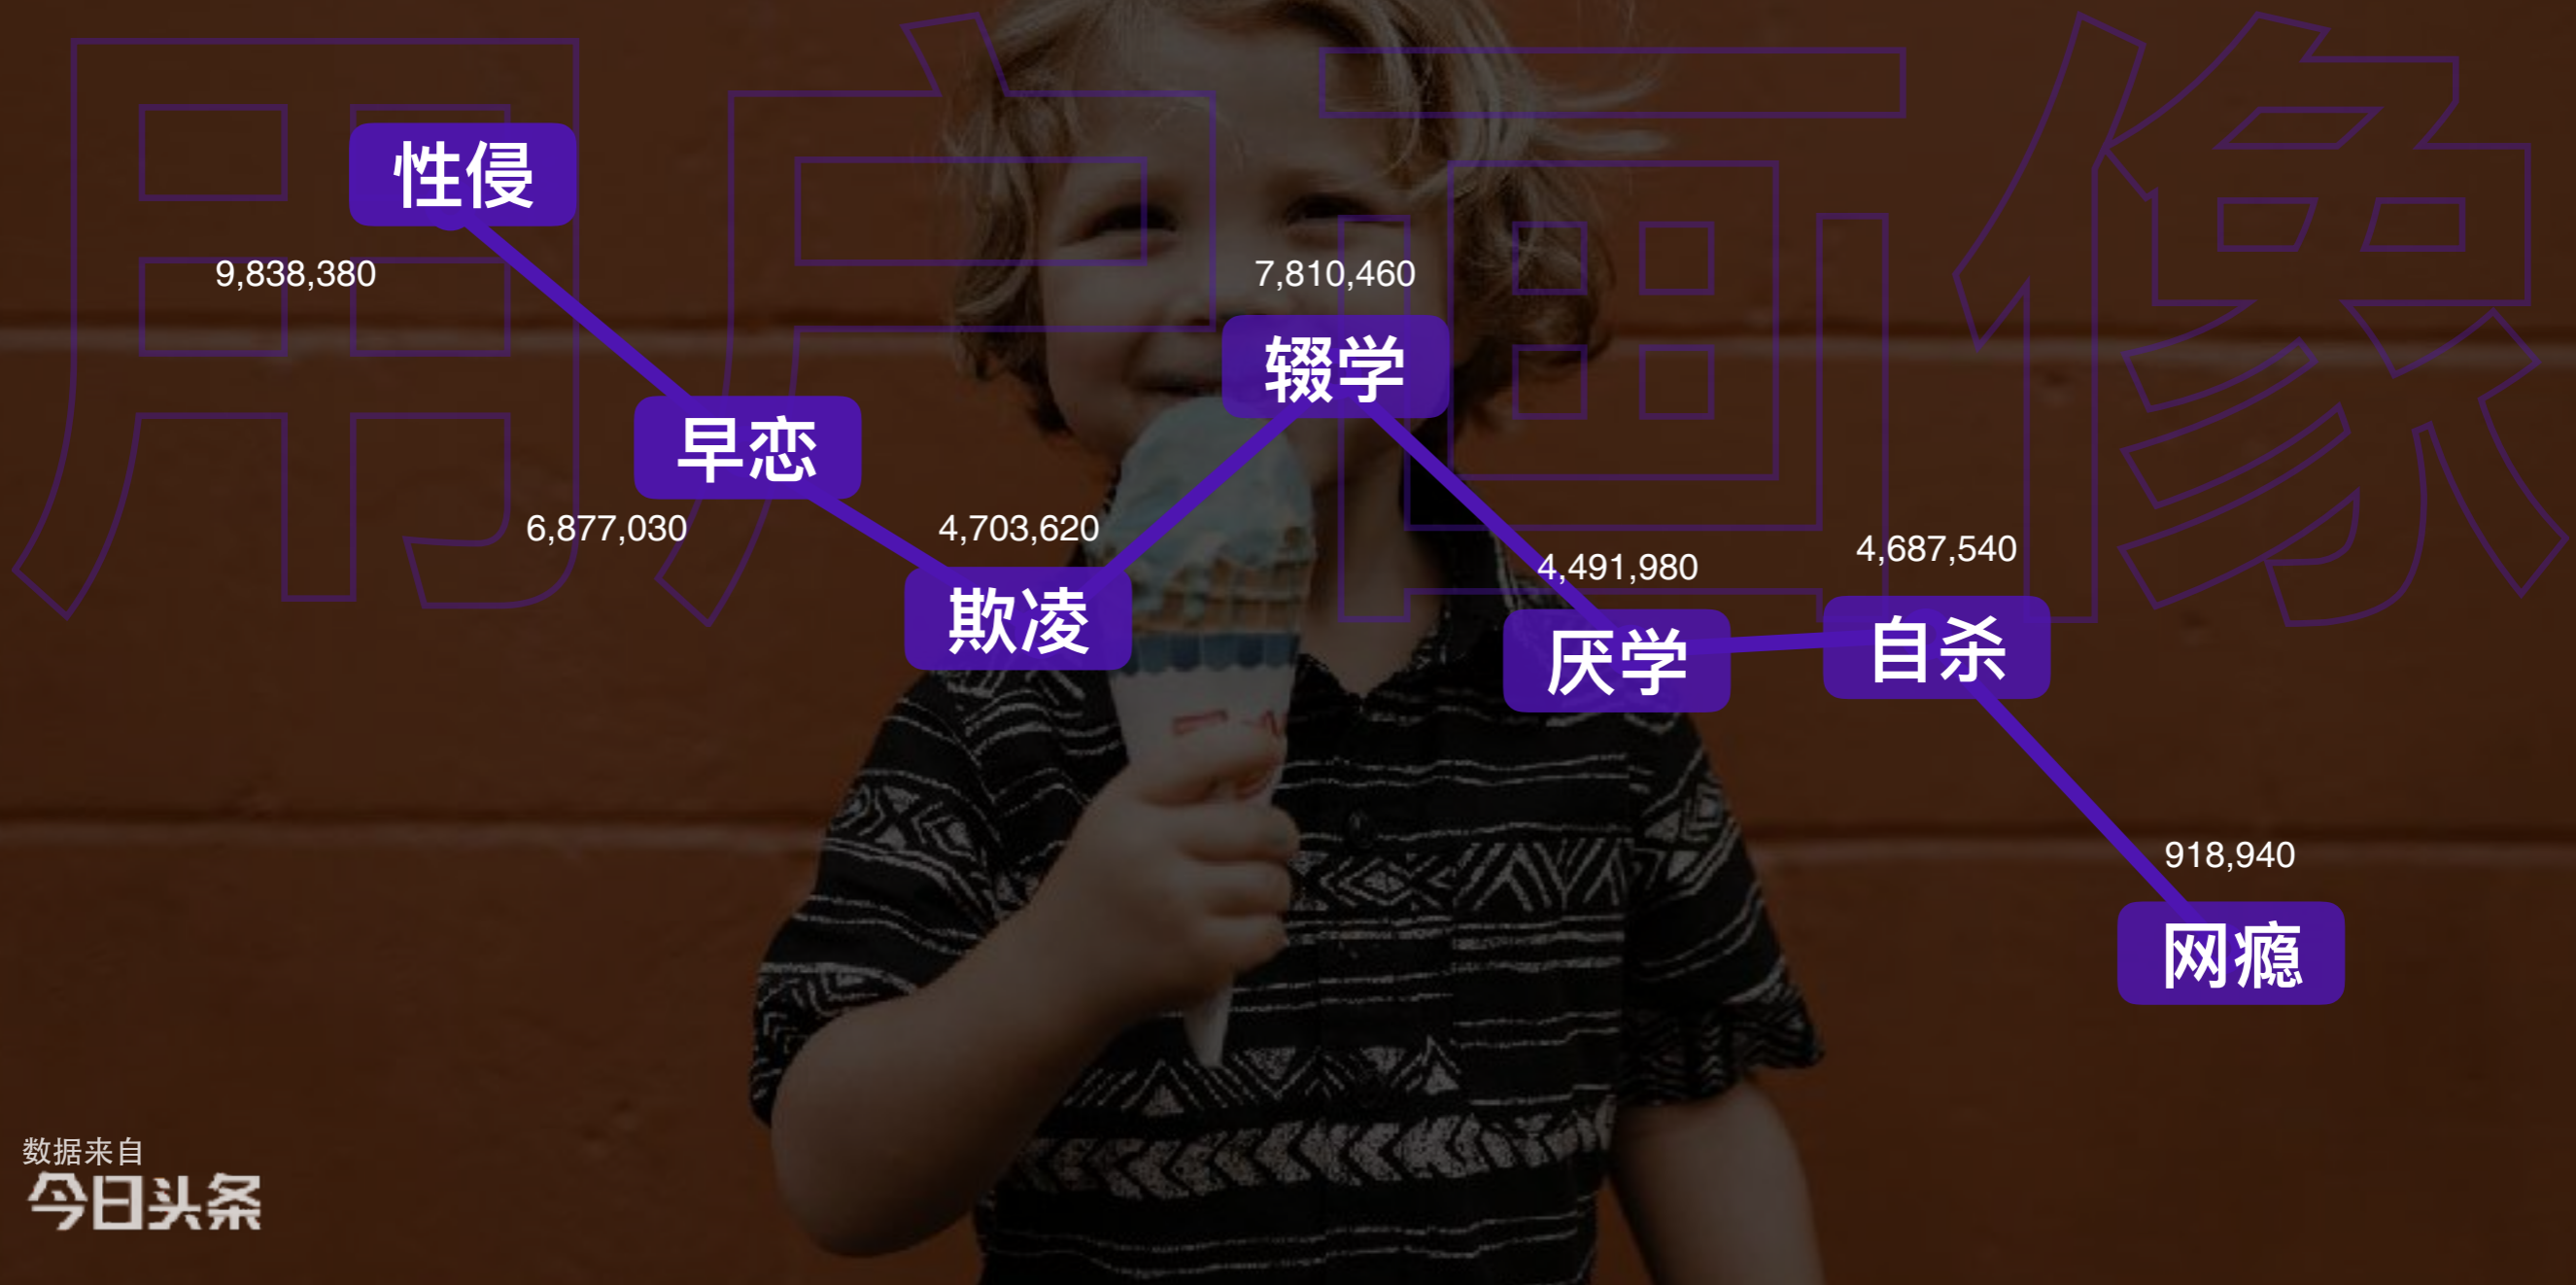 用户画像
性侵
9,838,380
早恋
6,877,030
欺凌
4,703,620
辍学
7,810,460
厌学
4,491,980
自杀
4,687,540
网瘾
918,940
数据来自
今日头条